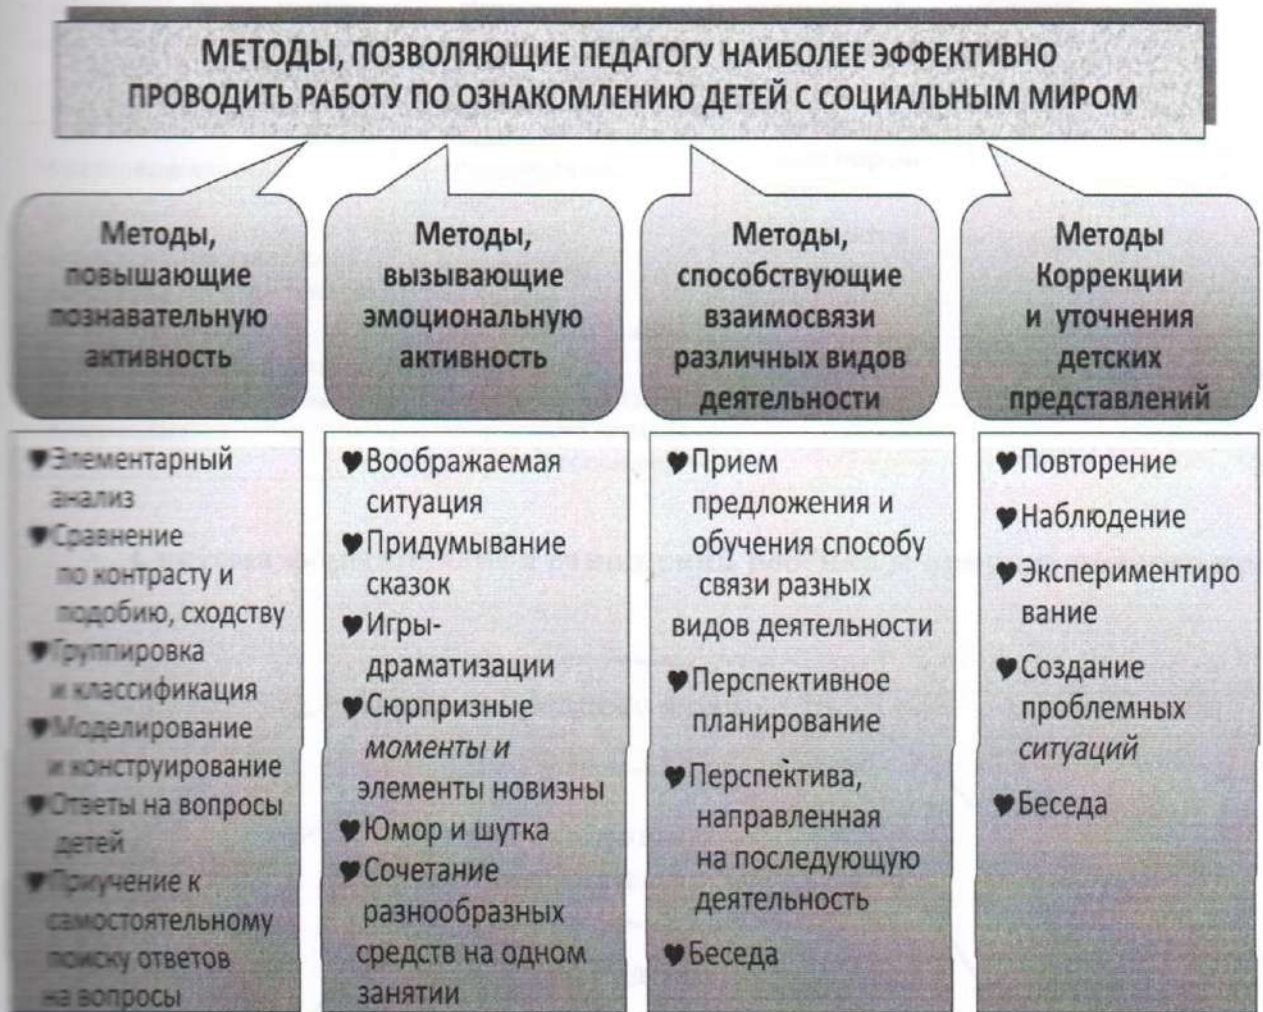 МЕТОДЫ, ПОЗВОЛЯЮЩИЕ ПЕДАГОГУ НАИБОЛЕЕ ЭФФЕКТИВНО
ПРОВОДИТЬ РАБОТУ ПО ОЗНАКОМЛЕНИЮ ДЕТЕЙ С СОЦИАЛЬНЫМ МИРОМ
Методы,
повышающие
познавательную
активность
Элементарный
анализ
Сравнение
по контрасту и
подобию, сходству
Группировка
и классификация
Моделирование
и конструирование
Ответы на вопросы
детей
Приучение к
самостоятельному
поиску ответов
на вопросы
Методы,
вызывающие
эмоциональную
активность
Воображаемая
ситуация
Придумывание
сказок
Игры-
драматизации
Сюрпризные
моменты и
элементы новизны
Юмор и шутка
Сочетание
разнообразных
средств на одном
занятии
Методы,
способствующие
взаимосвязи
различных видов
деятельности
Прием
предложения и
обучения способу
связи разных
видов деятельности
Перспективное
планирование
Перспектива,
направленная
на последующую
деятельность
Беседа
Методы
Коррекции
и уточнения
детских
представлений
Повторение
Наблюдение
Экспериментиро
вание
Создание
проблемных
ситуаций
Беседа